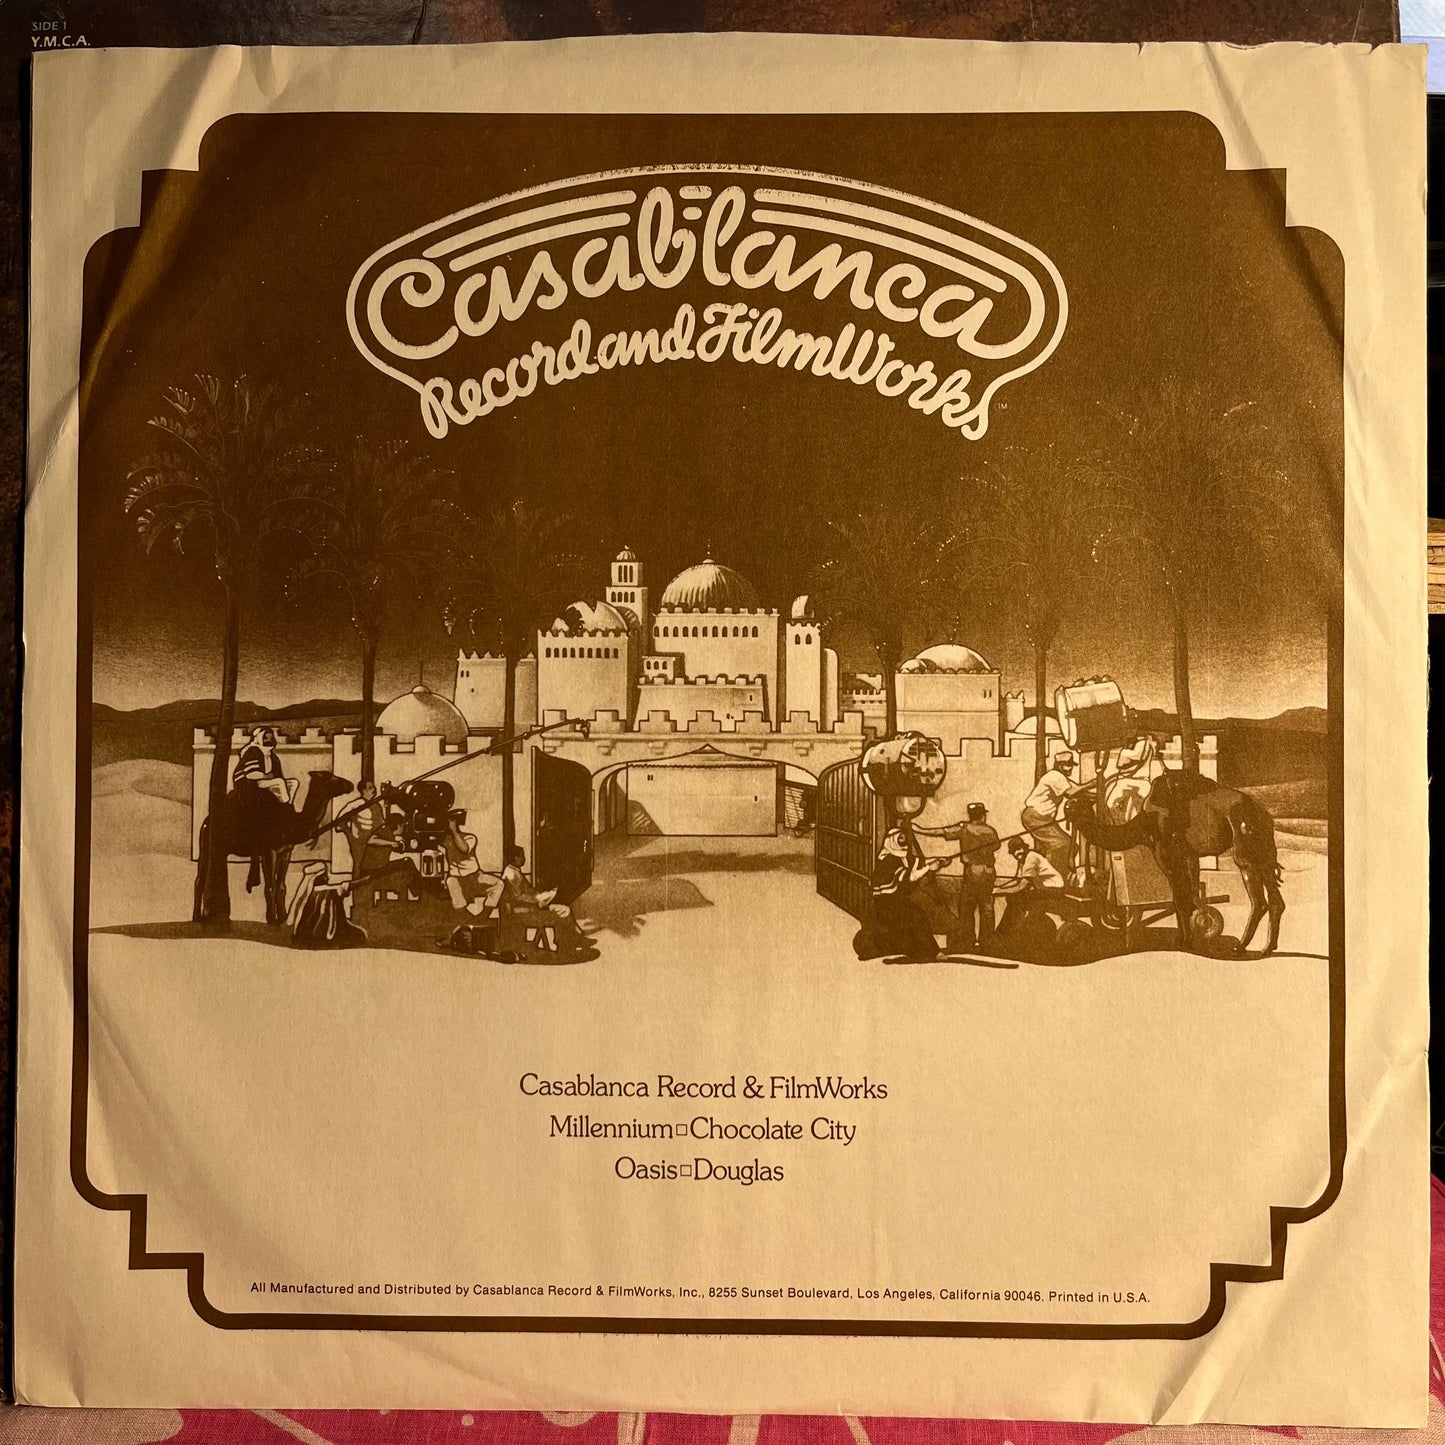 SIDE 1
Y.M.C.A.
Casablanca
Record and FilmWorks
™
Casablanca Record & FilmWorks
Millennium□Chocolate City
Oasis□Douglas
All Manufactured and Distributed by Casablanca Record & FilmWorks, Inc., 8255 Sunset Boulevard, Los Angeles, California 90046. Printed in U.S.A.